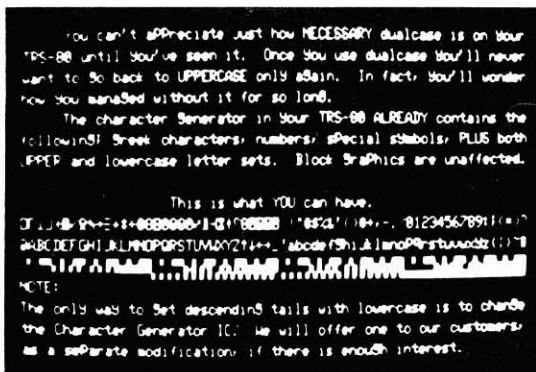 You can't appreciate just how NECESSARY dualcase is on your
TRS-80 until you've seen it. Once you use dualcase you'll never
want to go back to UPPERCASE only again. In fact, you'll wonder
how you managed without it for so long.
The character generator in your TRS-80 ALREADY contains the
following: greek characters, numbers, special symbols, PLUS both
UPPER and lowercase letter sets. Block graphics are unaffected.
This is what YOU can have.
0123456789
ABCDEFGHIJKLMNOPQRSTUVWXYZ abcdefghijklmnopqrstuvwxyz
NOTE:
The only way to get descending tails with lowercase is to change
the Character Generator IC. We will offer one to our customers,
as a separate modification, if there is enough interest.